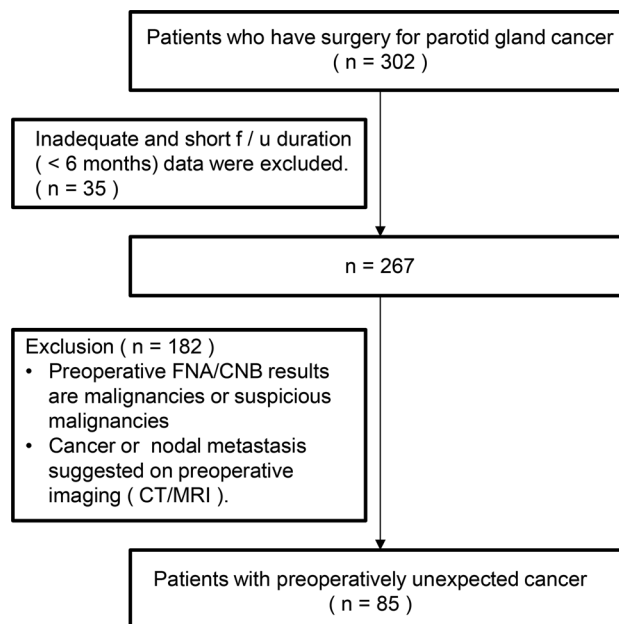 Patients who have surgery for parotid gland cancer
( n = 302 )
Inadequate and short f / u duration
( < 6 months) data were excluded.
( n = 35 )
n = 267
Exclusion ( n = 182 )
• Preoperative FNA/CNB results
are malignancies or suspicious
malignancies
• Cancer or nodal metastasis
suggested on preoperative
imaging ( CT/MRI ).
Patients with preoperatively unexpected cancer
( n = 85 )